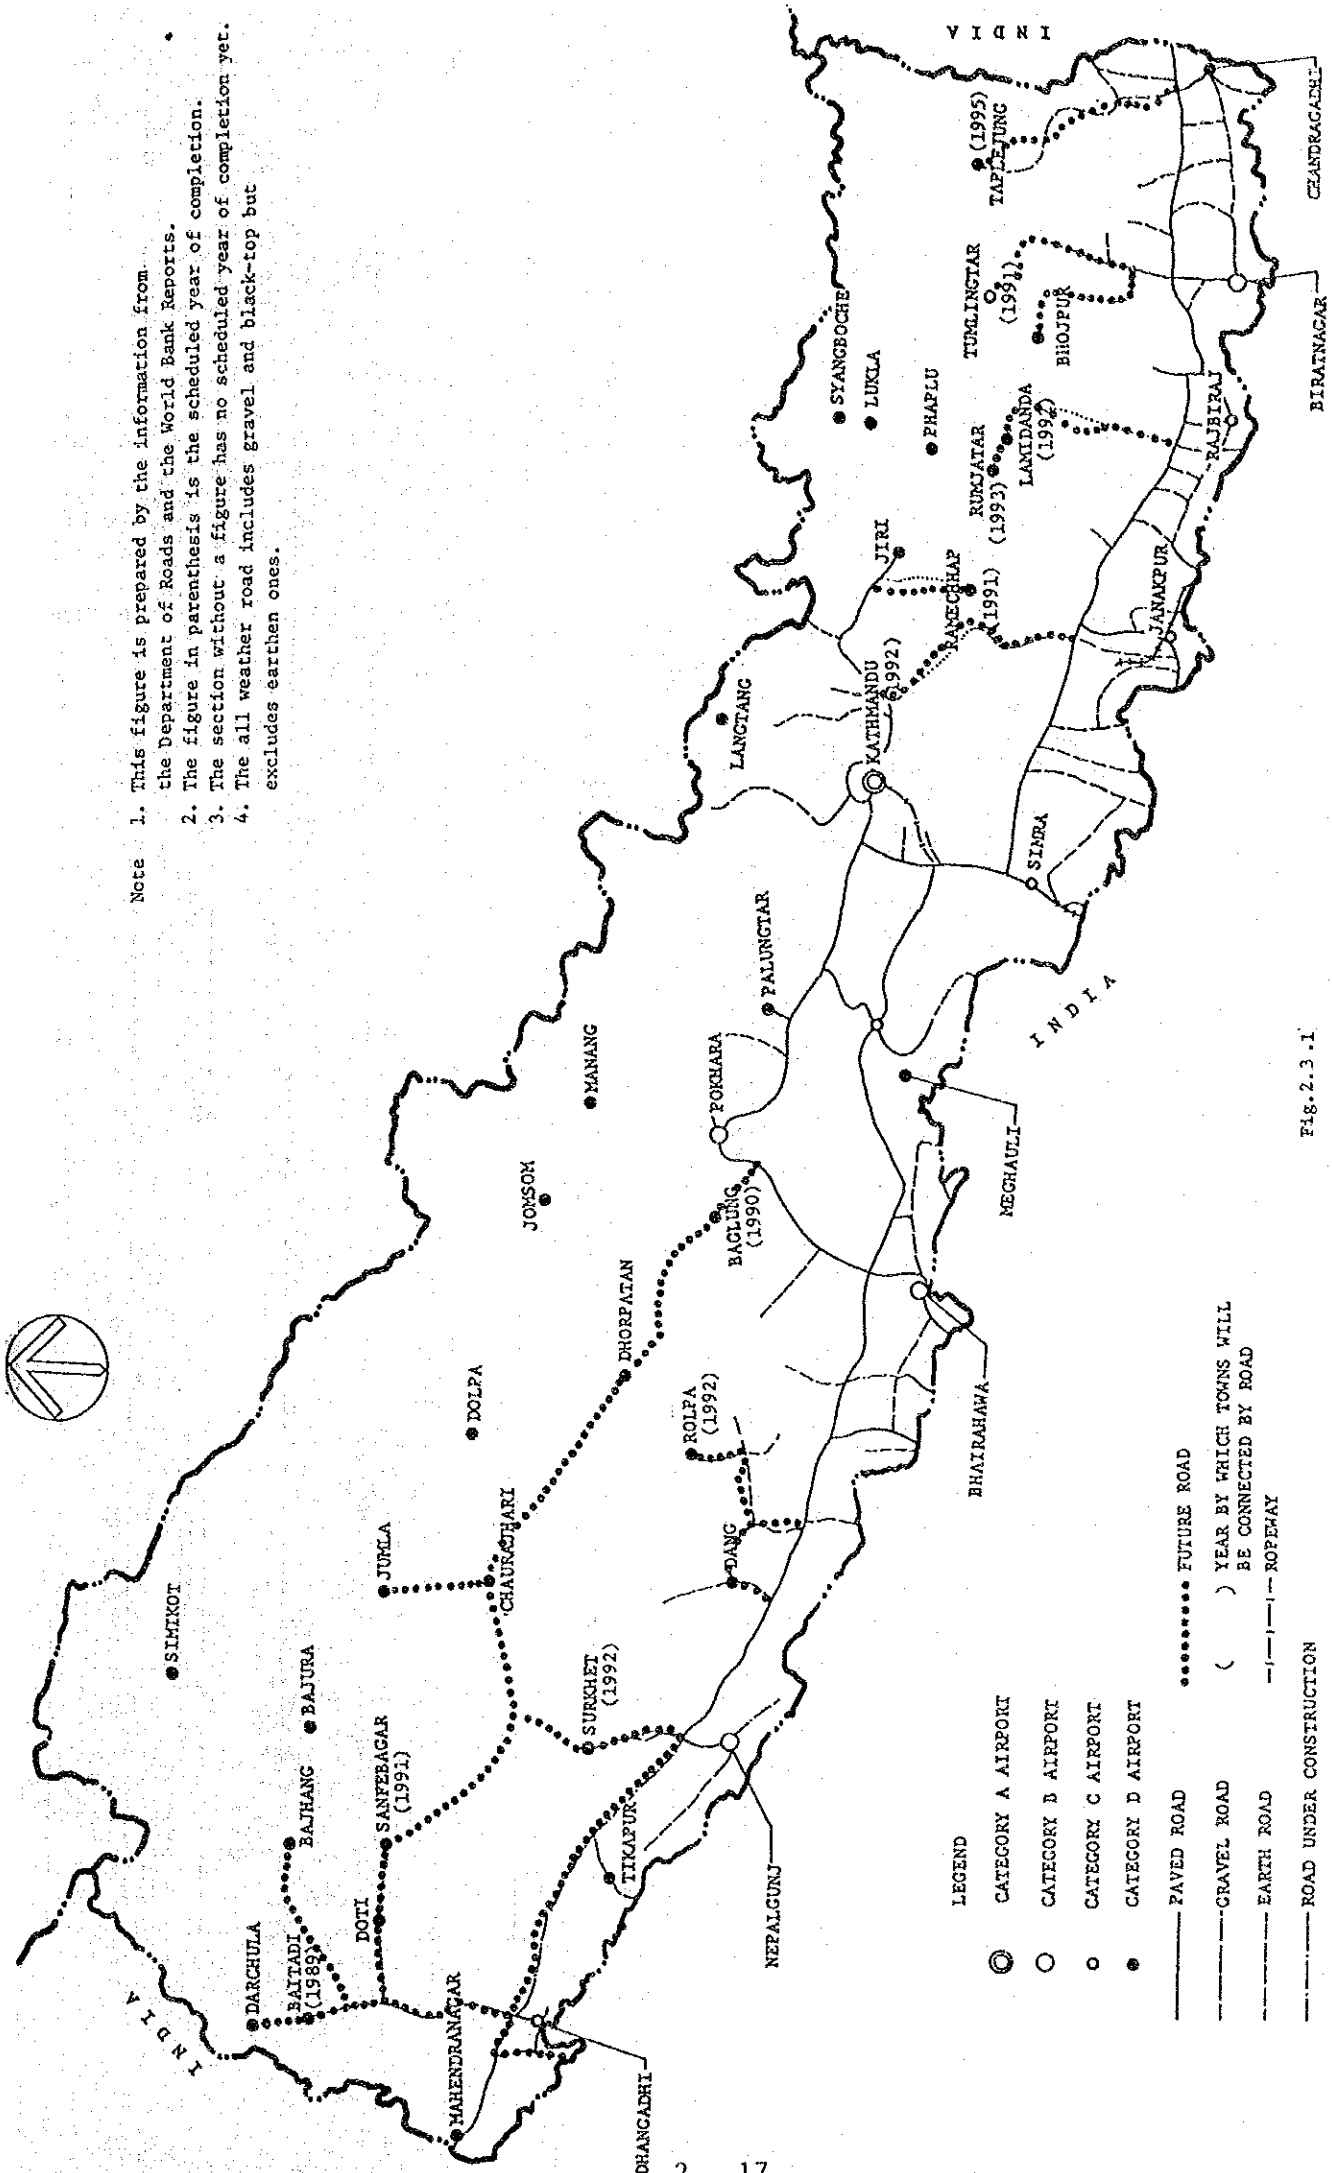 Note 1. This figure is prepared by the information from
the Department of Roads and the World Bank Reports.
2. The figure in parenthesis is the scheduled year of completion.
3. The section without a figure has no scheduled year of completion yet.
4. The all weather road includes gravel and black-top but
excludes earthen ones.
SIMIKOT
BAJURA
BAJHANG
DARCHULA
BAITADI
(1989)
DOTI
SANFEBAGAR
(1991)
JUMLA
DOLPA
CHAURAJHARI
JOMSOM
MANANG
MAHENDRANAGAR
DHANGADHI
TIKAPUR
SURKHET
(1992)
NEPALGUNJ
DANG
ROLPA
(1992)
DHORPATAN
BAGLUNG
(1990)
POKHARA
PALUNGTAR
BHAIRAHAWA
MEGHAULI
LANGTANG
KATHMANDU
(1992)
SIMRA
JIRI
RAMECHHAP
(1991)
JANAKPUR
SYANGBOCHE
LUKLA
PHAPLU
RUMJATAR
(1993)
LAMIDANDA
(1992)
RAJBIRAJ
TUMLINGTAR
(1991)
BHOJPUR
BIRATNAGAR
(1995)
TAPLEJUNG
CHANDRAGADHI
INDIA
INDIA
INDIA
LEGEND
CATEGORY A AIRPORT
CATEGORY B AIRPORT
CATEGORY C AIRPORT
CATEGORY D AIRPORT
PAVED ROAD
GRAVEL ROAD
EARTH ROAD
ROAD UNDER CONSTRUCTION
FUTURE ROAD
( ) YEAR BY WHICH TOWNS WILL
BE CONNECTED BY ROAD
ROPEWAY
Fig.2.3.1
2 17